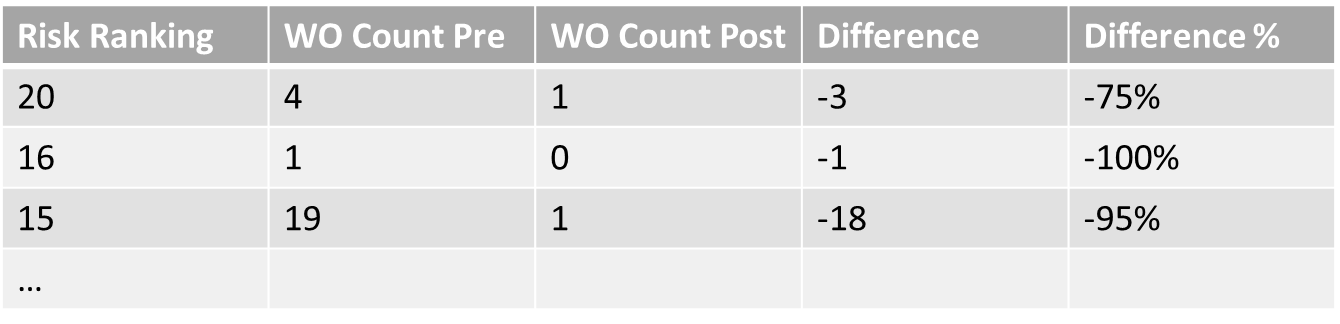 Risk Ranking WO Count Pre WO Count Post Difference Difference %
20 4 1 -3 -75%
16 1 0 -1 -100%
15 19 1 -18 -95%
...